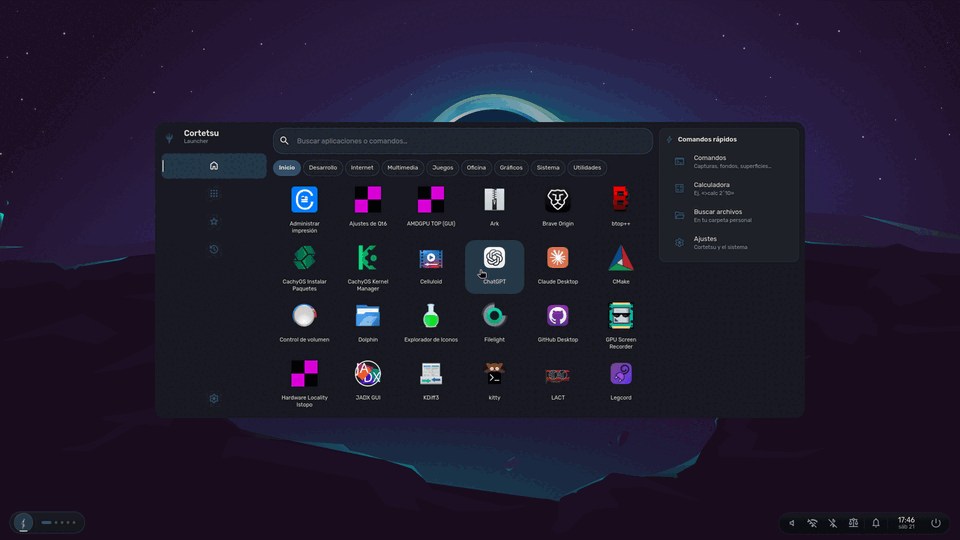 Cortetsu
Launcher
Buscar aplicaciones o comandos...
Inicio
Desarrollo
Internet
Multimedia
Juegos
Oficina
Gráficos
Sistema
Utilidades
Administrar
impresión
Ajustes de Qt6
AMDGPU TOP (GUI)
Ark
Brave Origin
btop++
CachyOS Instalar
Paquetes
CachyOS Kernel
Manager
Celluloid
ChatGPT
Claude Desktop
CMake
Control de volumen
Dolphin
Explorador de Iconos
Filelight
GitHub Desktop
GPU Screen
Recorder
Hardware Locality
lstopo
JADX GUI
KDiff3
kitty
LACT
Legcord
Comandos rápidos
Comandos
Capturas, fondos, superficies...
Calculadora
Ej. =calc 2^10=
Buscar archivos
En tu carpeta personal
Ajustes
Cortetsu y el sistema
17:46
sáb 21